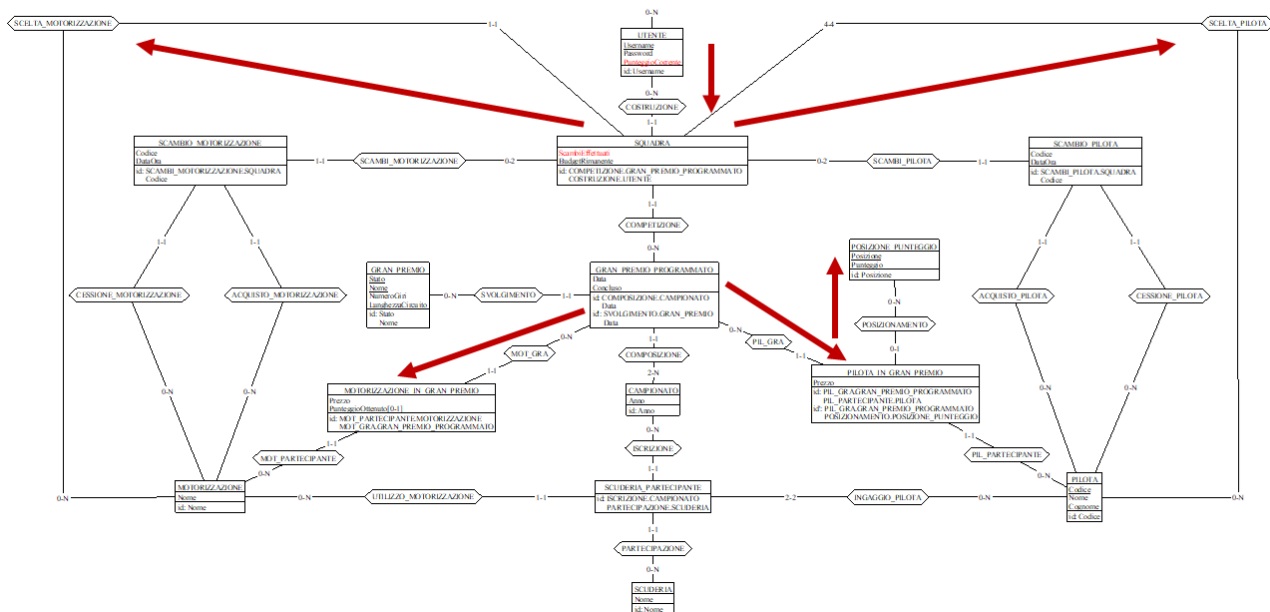 0-N
SCELTA_MOTORIZZAZIONE
1-1
4-4
SCELTA_PILOTA
UTENTE
Username
Password
PunteggioCorrente
id: Username
0-N
COSTRUZIONE
1-1
SCAMBIO_MOTORIZZAZIONE
Codice
DataOra
id: SCAMBI_MOTORIZZAZIONE.SQUADRA
Codice
1-1
SCAMBI_MOTORIZZAZIONE
0-2
SQUADRA
ScambiEffettuati
BudgetRimanente
id: COMPETIZIONE.GRAN_PREMIO_PROGRAMMATO
COSTRUZIONE.UTENTE
0-2
SCAMBI_PILOTA
1-1
SCAMBIO_PILOTA
Codice
DataOra
id: SCAMBI_PILOTA.SQUADRA
Codice
1-1
COMPETIZIONE
0-N
1-1
1-1
1-1
1-1
CESSIONE_MOTORIZZAZIONE
ACQUISTO_MOTORIZZAZIONE
GRAN_PREMIO
Stato
Nome
NumeroGiri
LunghezzaCircuito
id: Stato
Nome
0-N
SVOLGIMENTO
1-1
GRAN_PREMIO_PROGRAMMATO
Data
Concluso
id: COMPOSIZIONE.CAMPIONATO
Data
id': SVOLGIMENTO.GRAN_PREMIO
Data
POSIZIONE_PUNTEGGIO
Posizione
Punteggio
id: Posizione
0-N
POSIZIONAMENTO
0-1
ACQUISTO_PILOTA
CESSIONE_PILOTA
0-N
MOT_GRA
1-1
1-1
COMPOSIZIONE
2-N
0-N
PIL_GRA
1-1
MOTORIZZAZIONE_IN_GRAN_PREMIO
Prezzo
PunteggioOttenuto[0-1]
id: MOT_PARTECIPANTE.MOTORIZZAZIONE
MOT_GRA.GRAN_PREMIO_PROGRAMMATO
CAMPIONATO
Anno
id: Anno
PILOTA_IN_GRAN_PREMIO
Prezzo
id: PIL_GRA.GRAN_PREMIO_PROGRAMMATO
PIL_PARTECIPANTE.PILOTA
id': PIL_GRA.GRAN_PREMIO_PROGRAMMATO
POSIZIONAMENTO.POSIZIONE_PUNTEGGIO
0-N
0-N
0-N
0-N
1-1
MOT_PARTECIPANTE
0-N
0-N
ISCRIZIONE
1-1
1-1
PIL_PARTECIPANTE
0-N
0-N
MOTORIZZAZIONE
Nome
id: Nome
0-N
UTILIZZO_MOTORIZZAZIONE
1-1
SCUDERIA_PARTECIPANTE
id: ISCRIZIONE.CAMPIONATO
PARTECIPAZIONE.SCUDERIA
2-2
INGAGGIO_PILOTA
0-N
PILOTA
Codice
Nome
Cognome
id: Codice
0-N
1-1
PARTECIPAZIONE
0-N
SCUDERIA
Nome
id: Nome